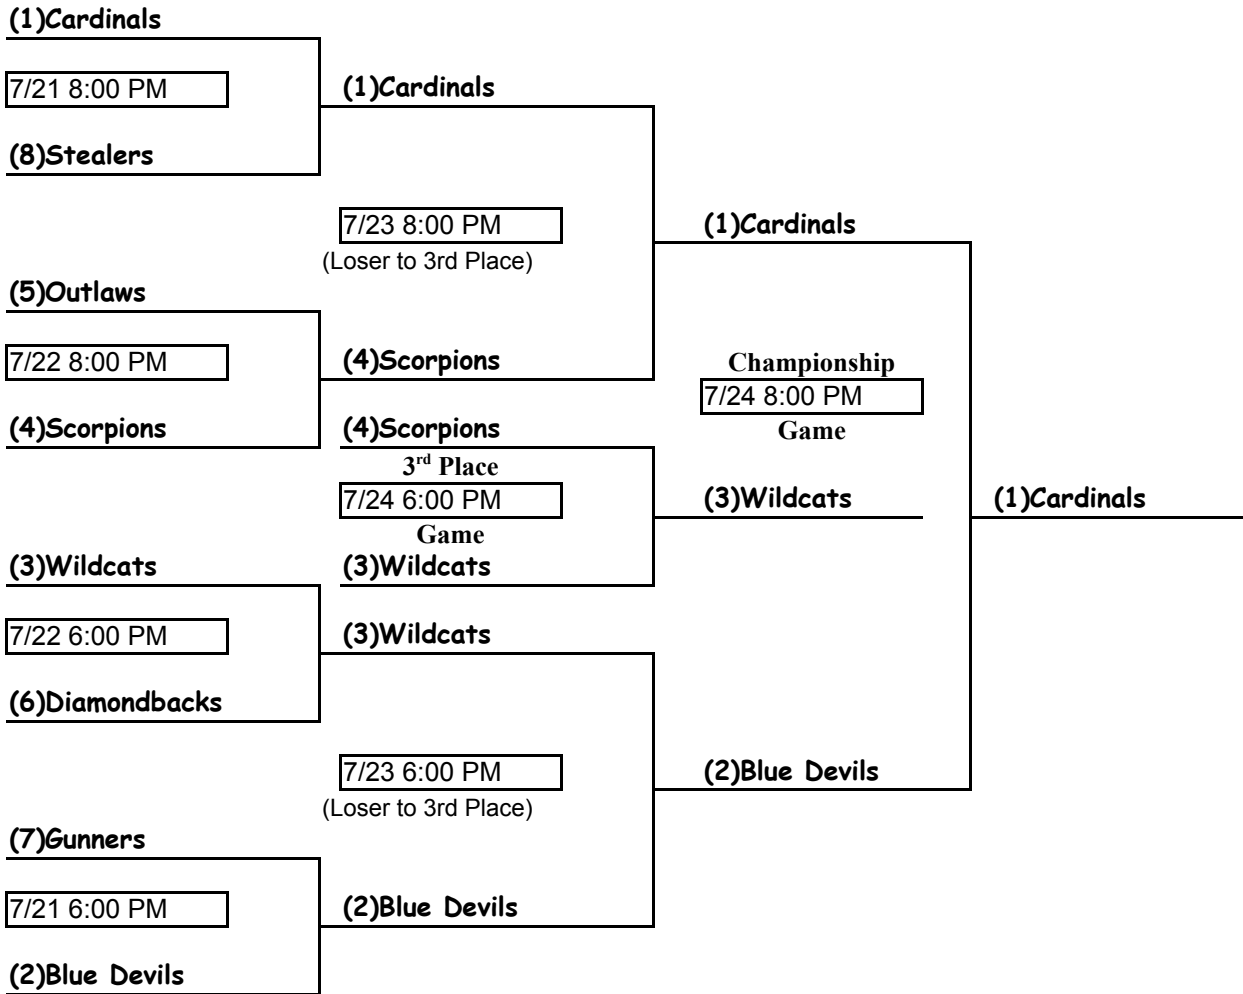 (1)Cardinals
7/21 8:00 PM
(1)Cardinals
(8)Stealers
7/23 8:00 PM
(1)Cardinals
(Loser to 3rd Place)
(5)Outlaws
7/22 8:00 PM
(4)Scorpions
Championship
7/24 8:00 PM
Game
(4)Scorpions
(4)Scorpions
3rd Place
7/24 6:00 PM
Game
(3)Wildcats
(1)Cardinals
(3)Wildcats
(3)Wildcats
7/22 6:00 PM
(3)Wildcats
(6)Diamondbacks
7/23 6:00 PM
(2)Blue Devils
(Loser to 3rd Place)
(7)Gunners
7/21 6:00 PM
(2)Blue Devils
(2)Blue Devils